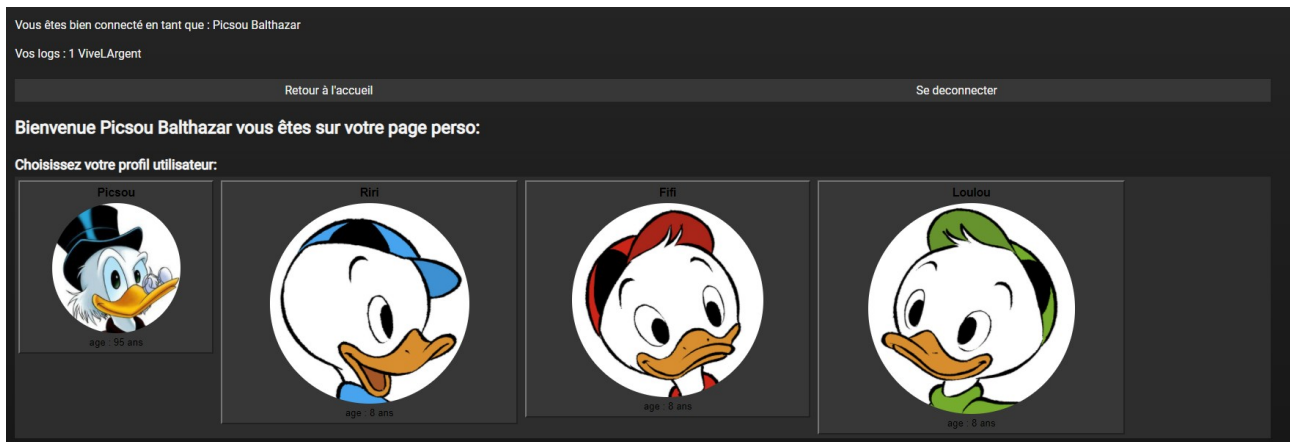 Vous êtes bien connecté en tant que : Picsou Balthazar
Vos logs : 1 ViveLArgent
Retour à l'accueil
Se deconnecter
Bienvenue Picsou Balthazar vous êtes sur votre page perso:
Choisissez votre profil utilisateur:
Picsou
age : 95 ans
Riri
age : 8 ans
Fifi
age : 8 ans
Loulou
age : 8 ans